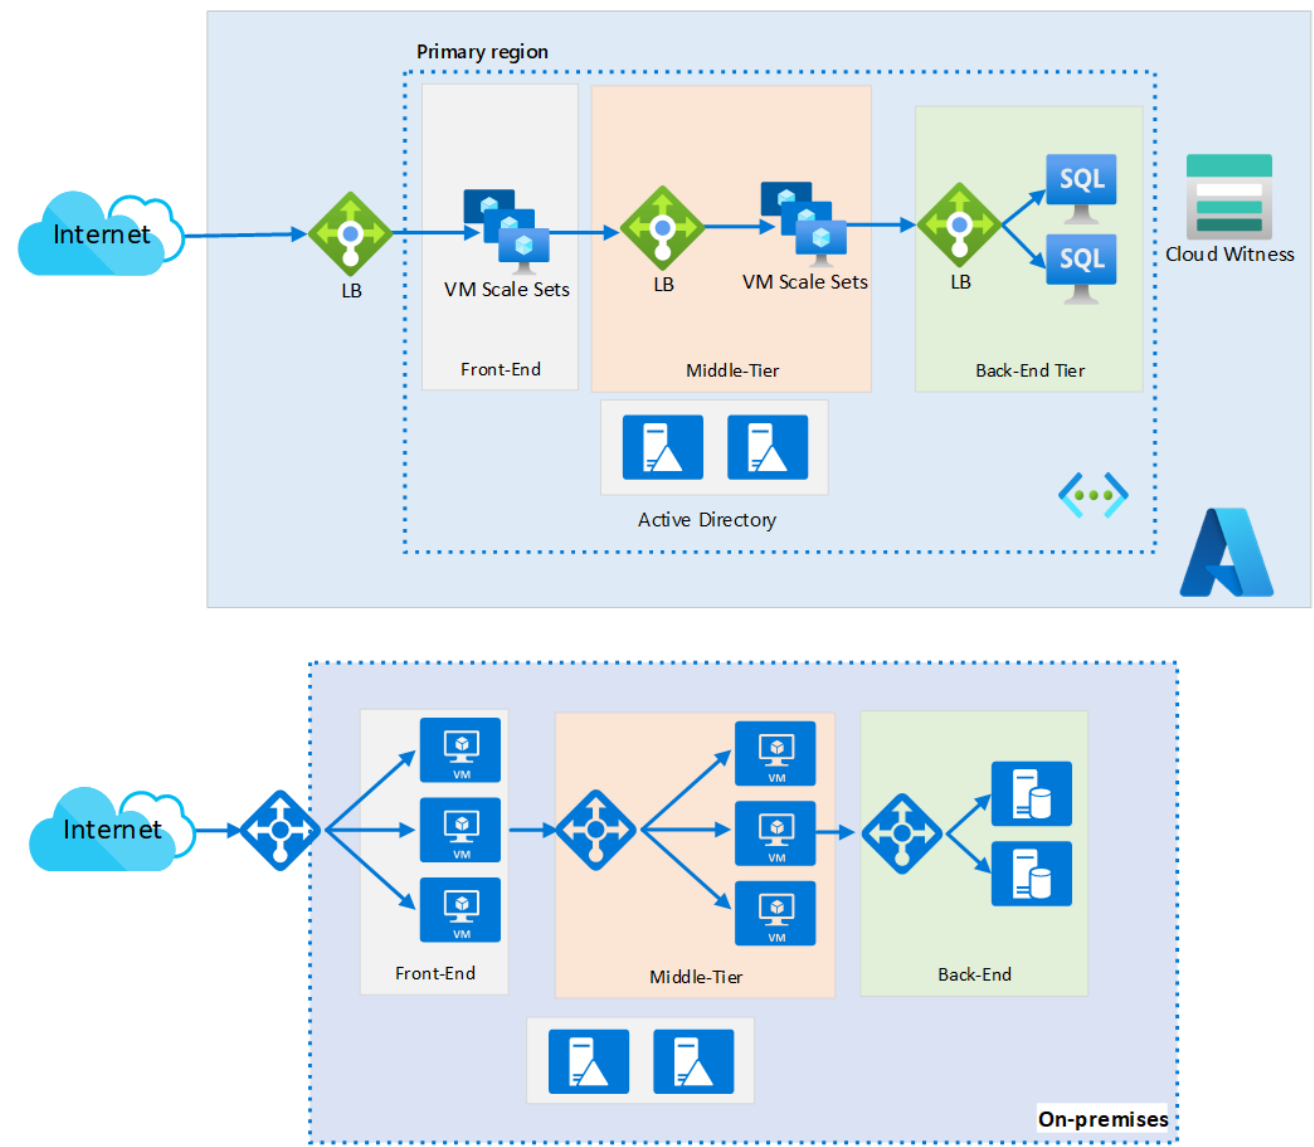 Primary region
Internet
LB
VM Scale Sets
Front-End
LB
VM Scale Sets
Middle-Tier
LB
SQL
SQL
Back-End Tier
Cloud Witness
Active Directory
Internet
VM
VM
VM
Front-End
VM
VM
VM
Middle-Tier
Back-End
On-premises